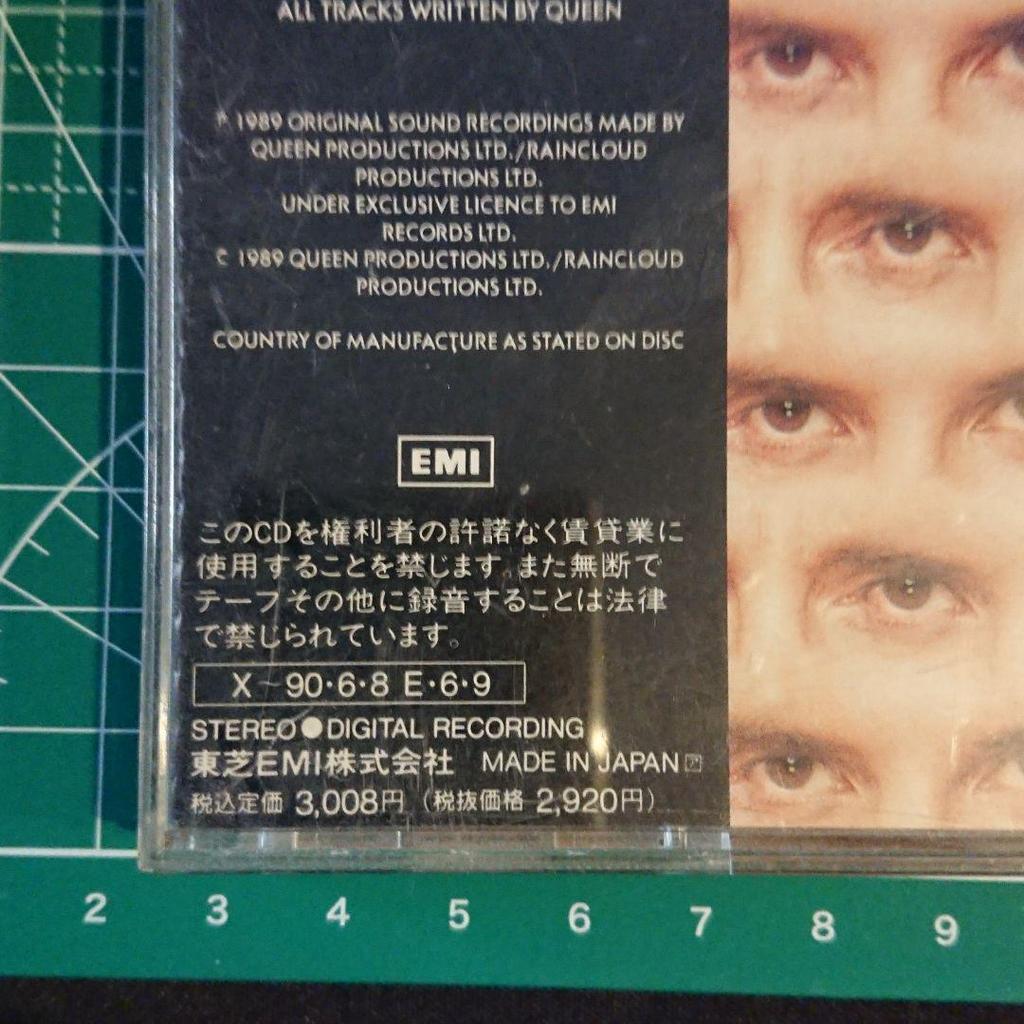 ALL TRACKS WRITTEN BY QUEEN
℗ 1989 ORIGINAL SOUND RECORDINGS MADE BY
QUEEN PRODUCTIONS LTD./RAINCLOUD
PRODUCTIONS LTD.
UNDER EXCLUSIVE LICENCE TO EMI
RECORDS LTD.
© 1989 QUEEN PRODUCTIONS LTD./RAINCLOUD
PRODUCTIONS LTD.
COUNTRY OF MANUFACTURE AS STATED ON DISC
EMI
このCDを権利者の許諾なく賃貸業に
使用することを禁じます。また無断で
テープその他に録音することは法律
で禁じられています。
X-90・6・8 E・6・9
STEREO●DIGITAL RECORDING
東芝EMI株式会社 MADE IN JAPAN ア
税込定価 3,008円 (税抜価格 2,920円)
2 3 4 5 6 7 8 9